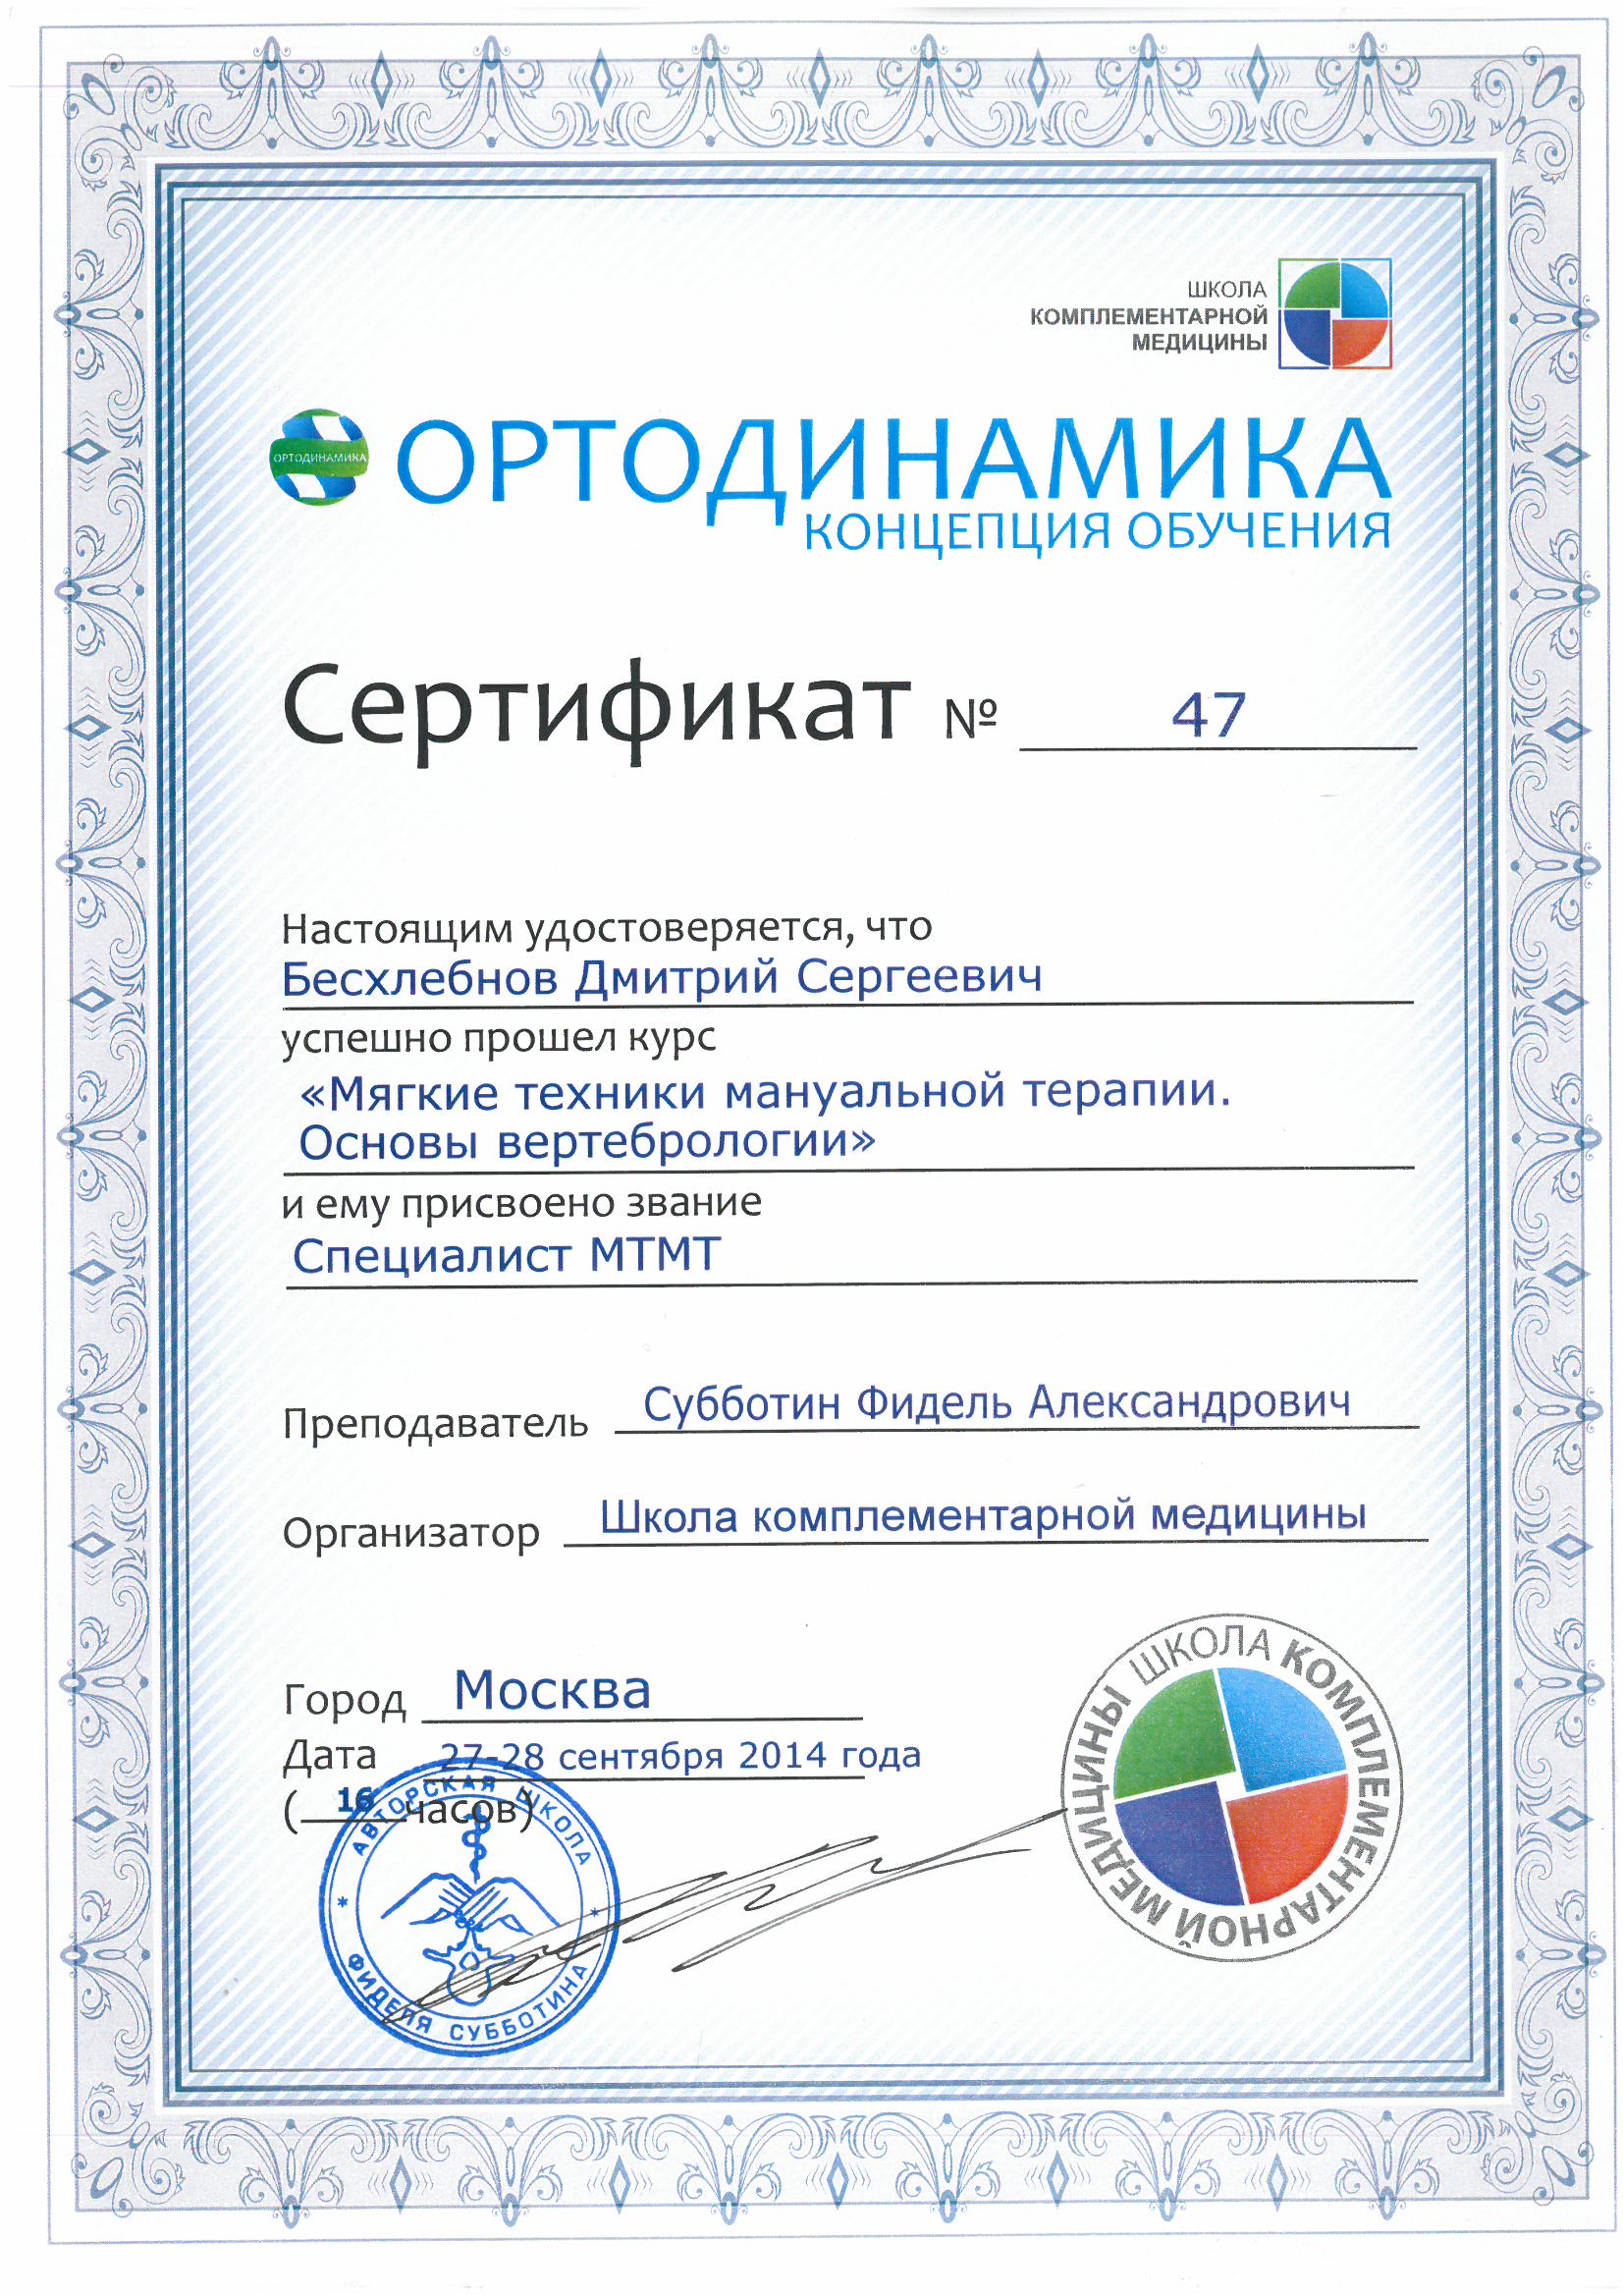 ШКОЛА
КОМПЛЕМЕНТАРНОЙ
МЕДИЦИНЫ
ОРТОДИНАМИКА
ОРТОДИНАМИКА
КОНЦЕПЦИЯ ОБУЧЕНИЯ
Сертификат № 47
Настоящим удостоверяется, что
Бесхлебнов Дмитрий Сергеевич
успешно прошел курс
«Мягкие техники мануальной терапии.
Основы вертебрологии»
и ему присвоено звание
Специалист МТМТ
Преподаватель Субботин Фидель Александрович
Организатор Школа комплементарной медицины
Город Москва
Дата 27-28 сентября 2014 года
( 16 часов)
АВТОРСКАЯ ШКОЛА * ФИДЕЛЯ СУББОТИНА *
ШКОЛА КОМПЛЕМЕНТАРНОЙ МЕДИЦИНЫ